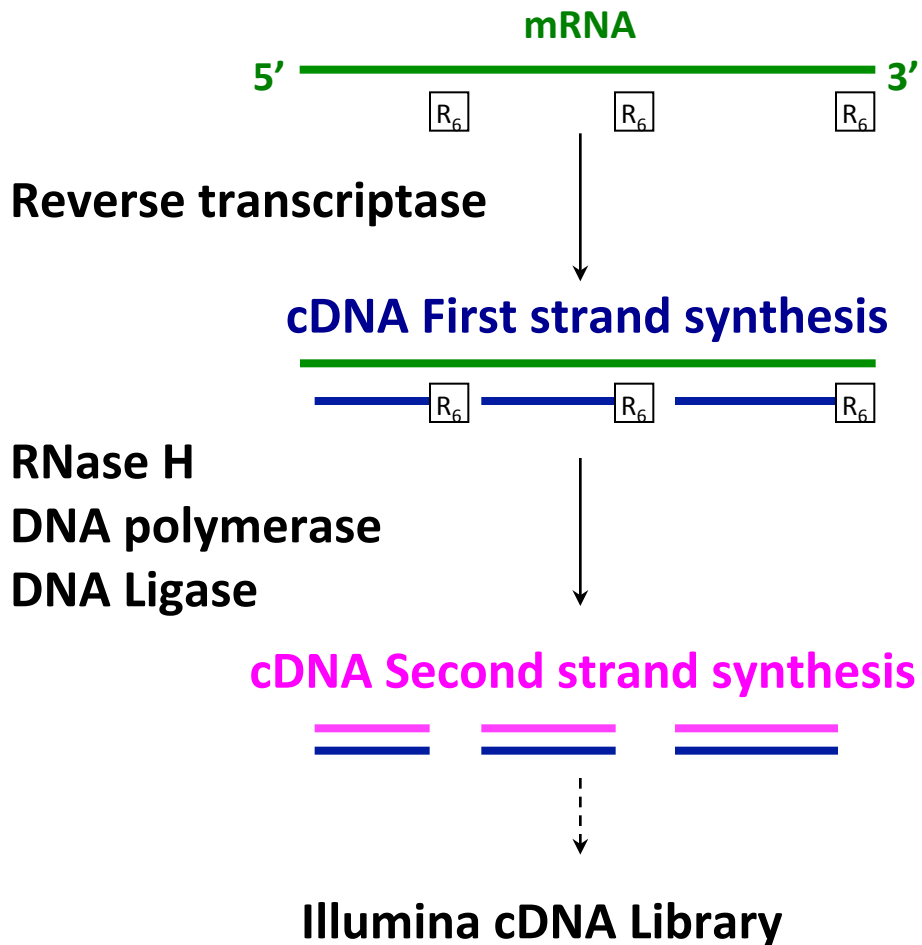 mRNA
5’ 3’
R6 R6 R6
Reverse transcriptase
cDNA First strand synthesis
R6 R6 R6
RNase H
DNA polymerase
DNA Ligase
cDNA Second strand synthesis
Illumina cDNA Library